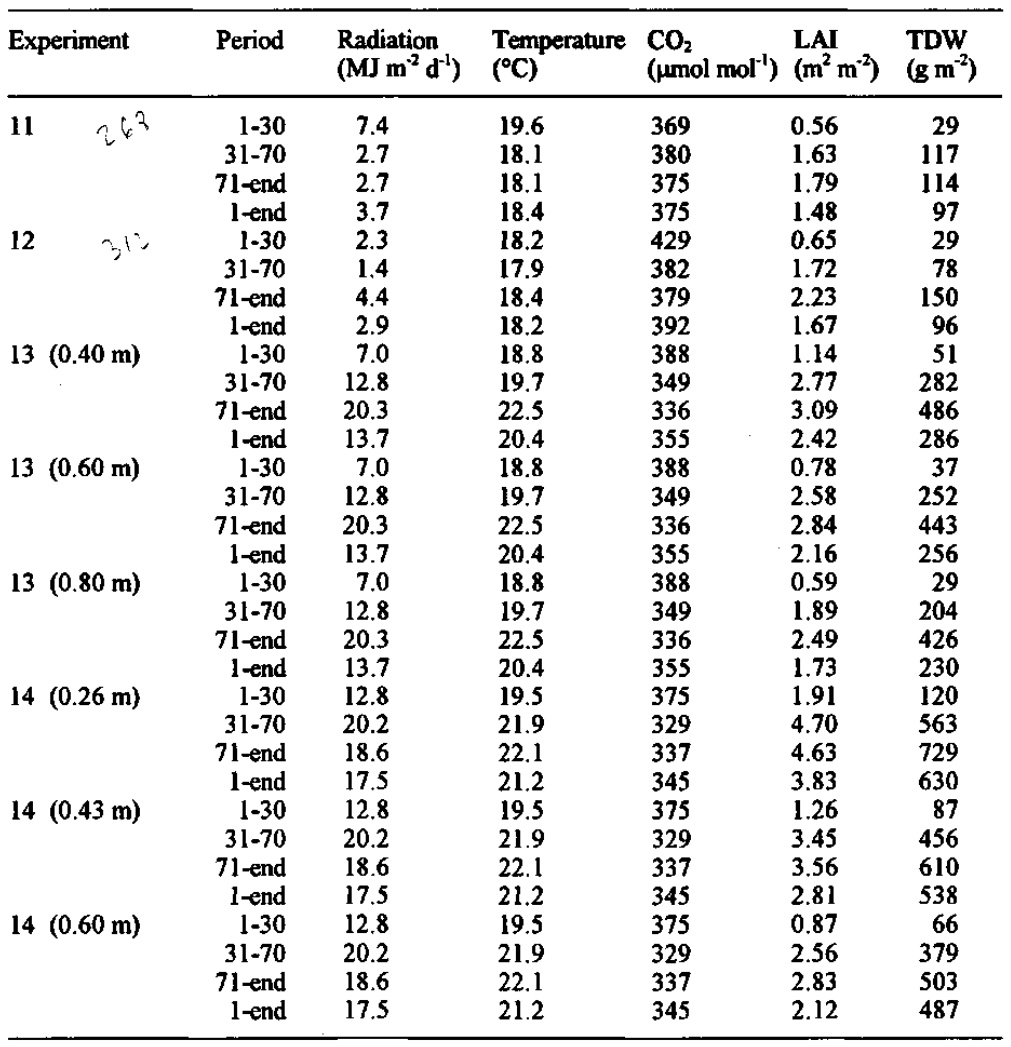 Experiment Period Radiation Temperature CO₂ LAI TDW
(MJ m⁻² d⁻¹) (°C) (µmol mol⁻¹) (m² m⁻²) (g m⁻²)
11 263 1-30 7.4 19.6 369 0.56 29
31-70 2.7 18.1 380 1.63 117
71-end 2.7 18.1 375 1.79 114
1-end 3.7 18.4 375 1.48 97
12 312 1-30 2.3 18.2 429 0.65 29
31-70 1.4 17.9 382 1.72 78
71-end 4.4 18.4 379 2.23 150
1-end 2.9 18.2 392 1.67 96
13 (0.40 m) 1-30 7.0 18.8 388 1.14 51
31-70 12.8 19.7 349 2.77 282
71-end 20.3 22.5 336 3.09 486
1-end 13.7 20.4 355 2.42 286
13 (0.60 m) 1-30 7.0 18.8 388 0.78 37
31-70 12.8 19.7 349 2.58 252
71-end 20.3 22.5 336 2.84 443
1-end 13.7 20.4 355 2.16 256
13 (0.80 m) 1-30 7.0 18.8 388 0.59 29
31-70 12.8 19.7 349 1.89 204
71-end 20.3 22.5 336 2.49 426
1-end 13.7 20.4 355 1.73 230
14 (0.26 m) 1-30 12.8 19.5 375 1.91 120
31-70 20.2 21.9 329 4.70 563
71-end 18.6 22.1 337 4.63 729
1-end 17.5 21.2 345 3.83 630
14 (0.43 m) 1-30 12.8 19.5 375 1.26 87
31-70 20.2 21.9 329 3.45 456
71-end 18.6 22.1 337 3.56 610
1-end 17.5 21.2 345 2.81 538
14 (0.60 m) 1-30 12.8 19.5 375 0.87 66
31-70 20.2 21.9 329 2.56 379
71-end 18.6 22.1 337 2.83 503
1-end 17.5 21.2 345 2.12 487